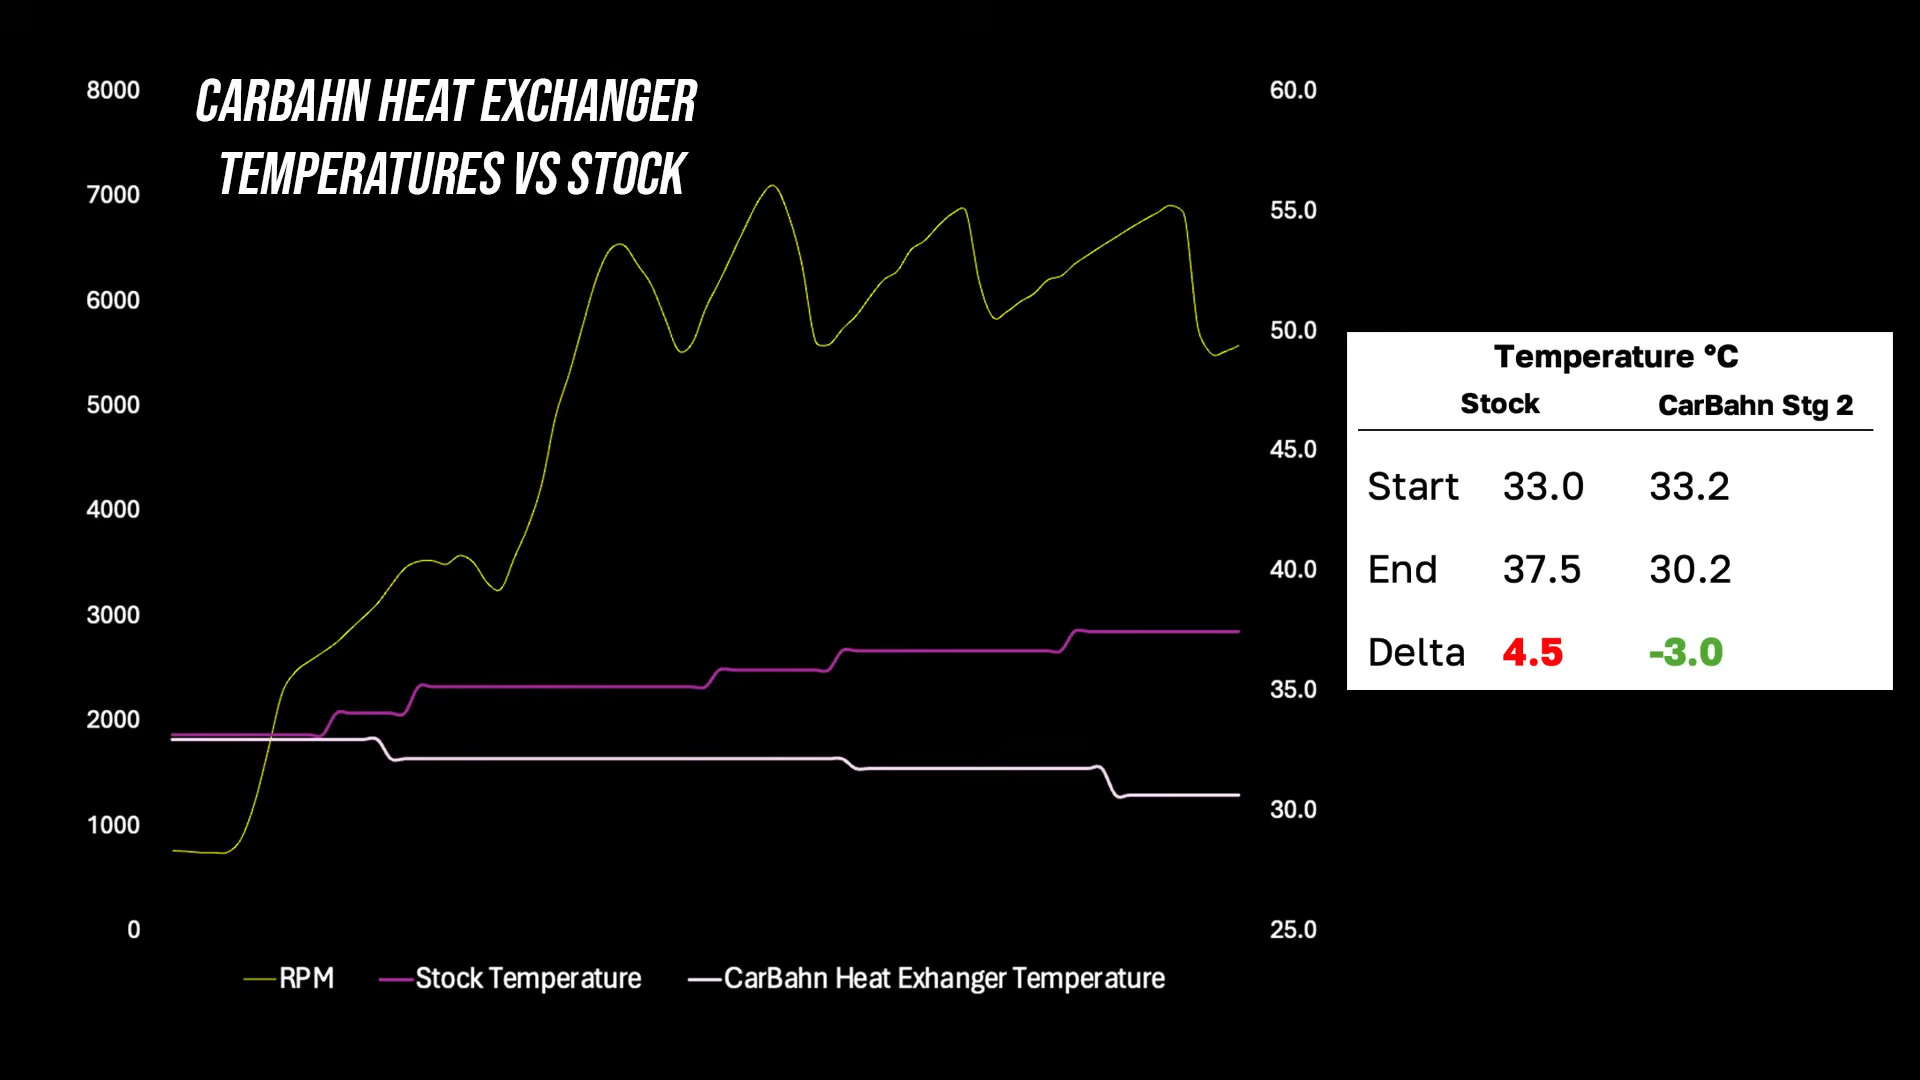 CARBAHN HEAT EXCHANGER
TEMPERATURES VS STOCK
8000
7000
6000
5000
4000
3000
2000
1000
0
60.0
55.0
50.0
45.0
40.0
35.0
30.0
25.0
RPM Stock Temperature CarBahn Heat Exhanger Temperature
Temperature °C
Stock CarBahn Stg 2
Start 33.0 33.2
End 37.5 30.2
Delta 4.5 -3.0